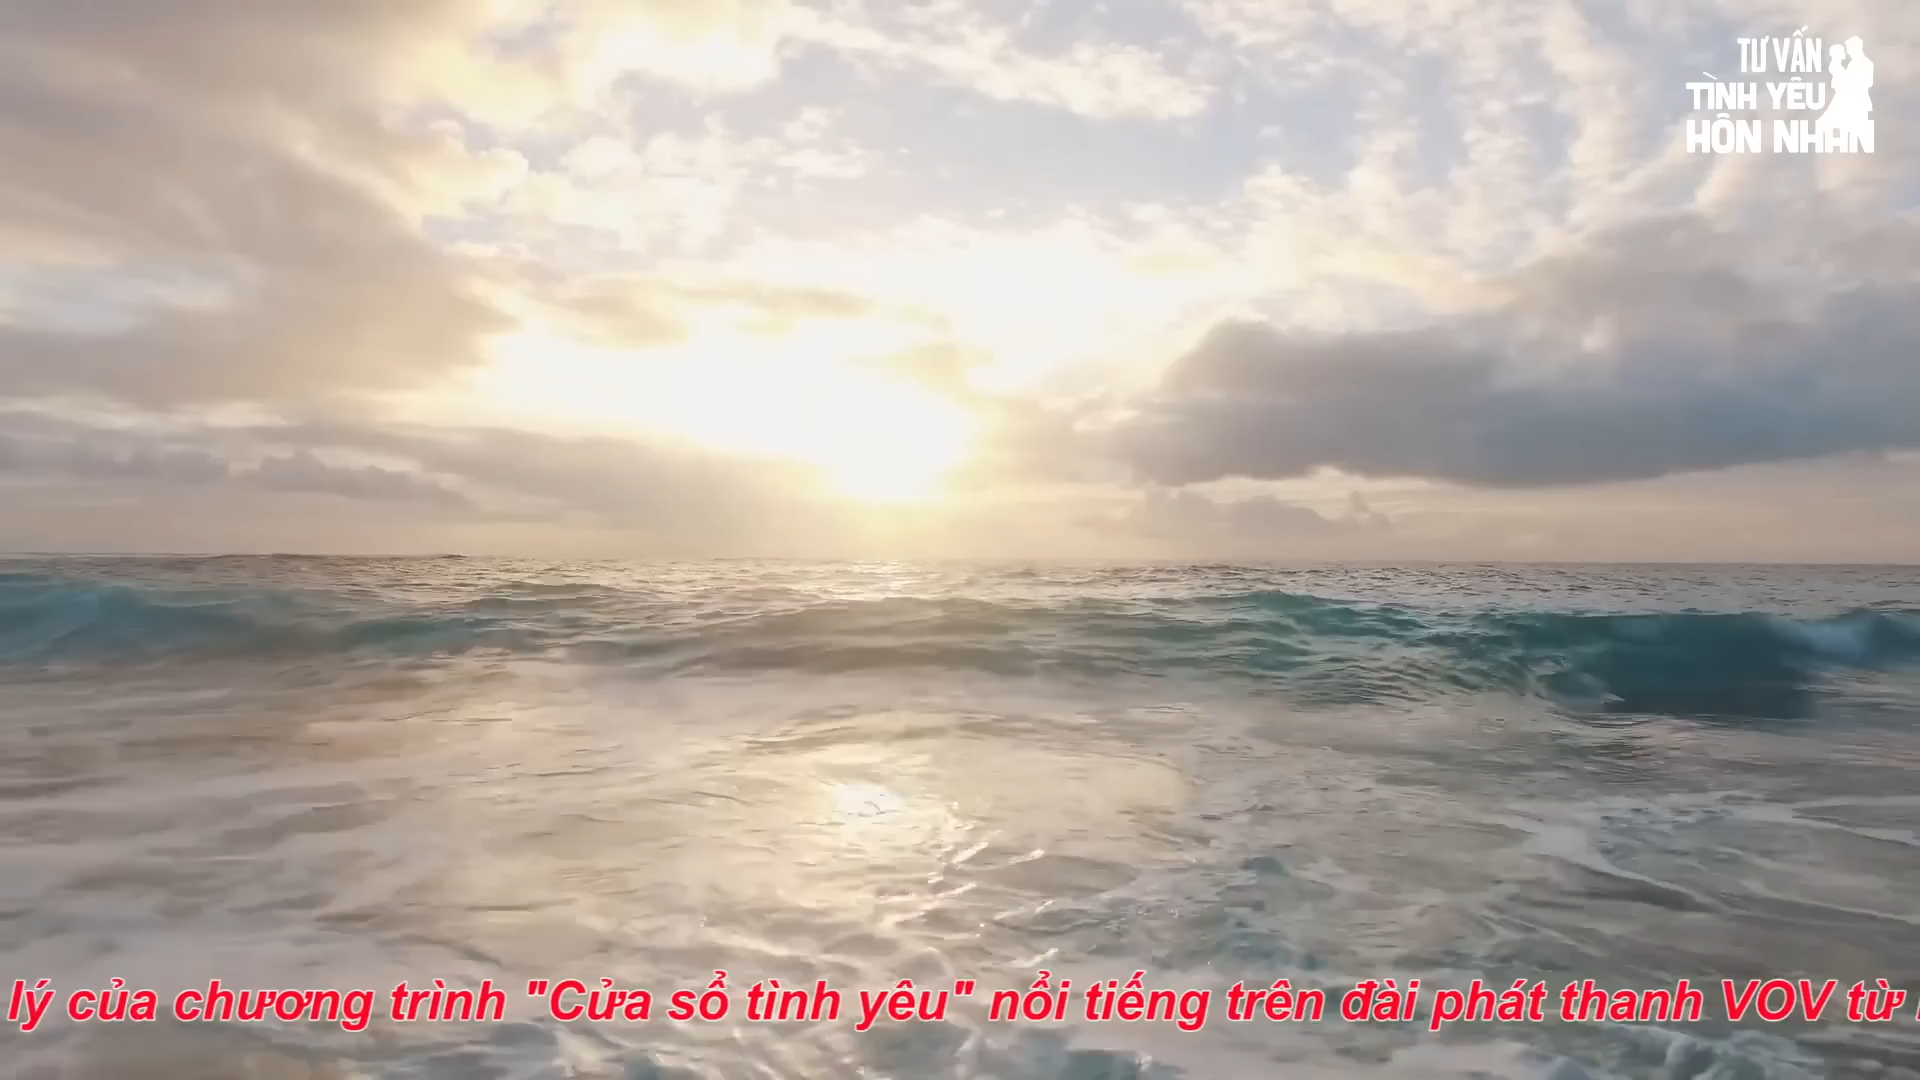 TƯ VẤN
TÌNH YÊU
HÔN NHÂN
lý của chương trình "Cửa sổ tình yêu" nổi tiếng trên đài phát thanh VOV từ